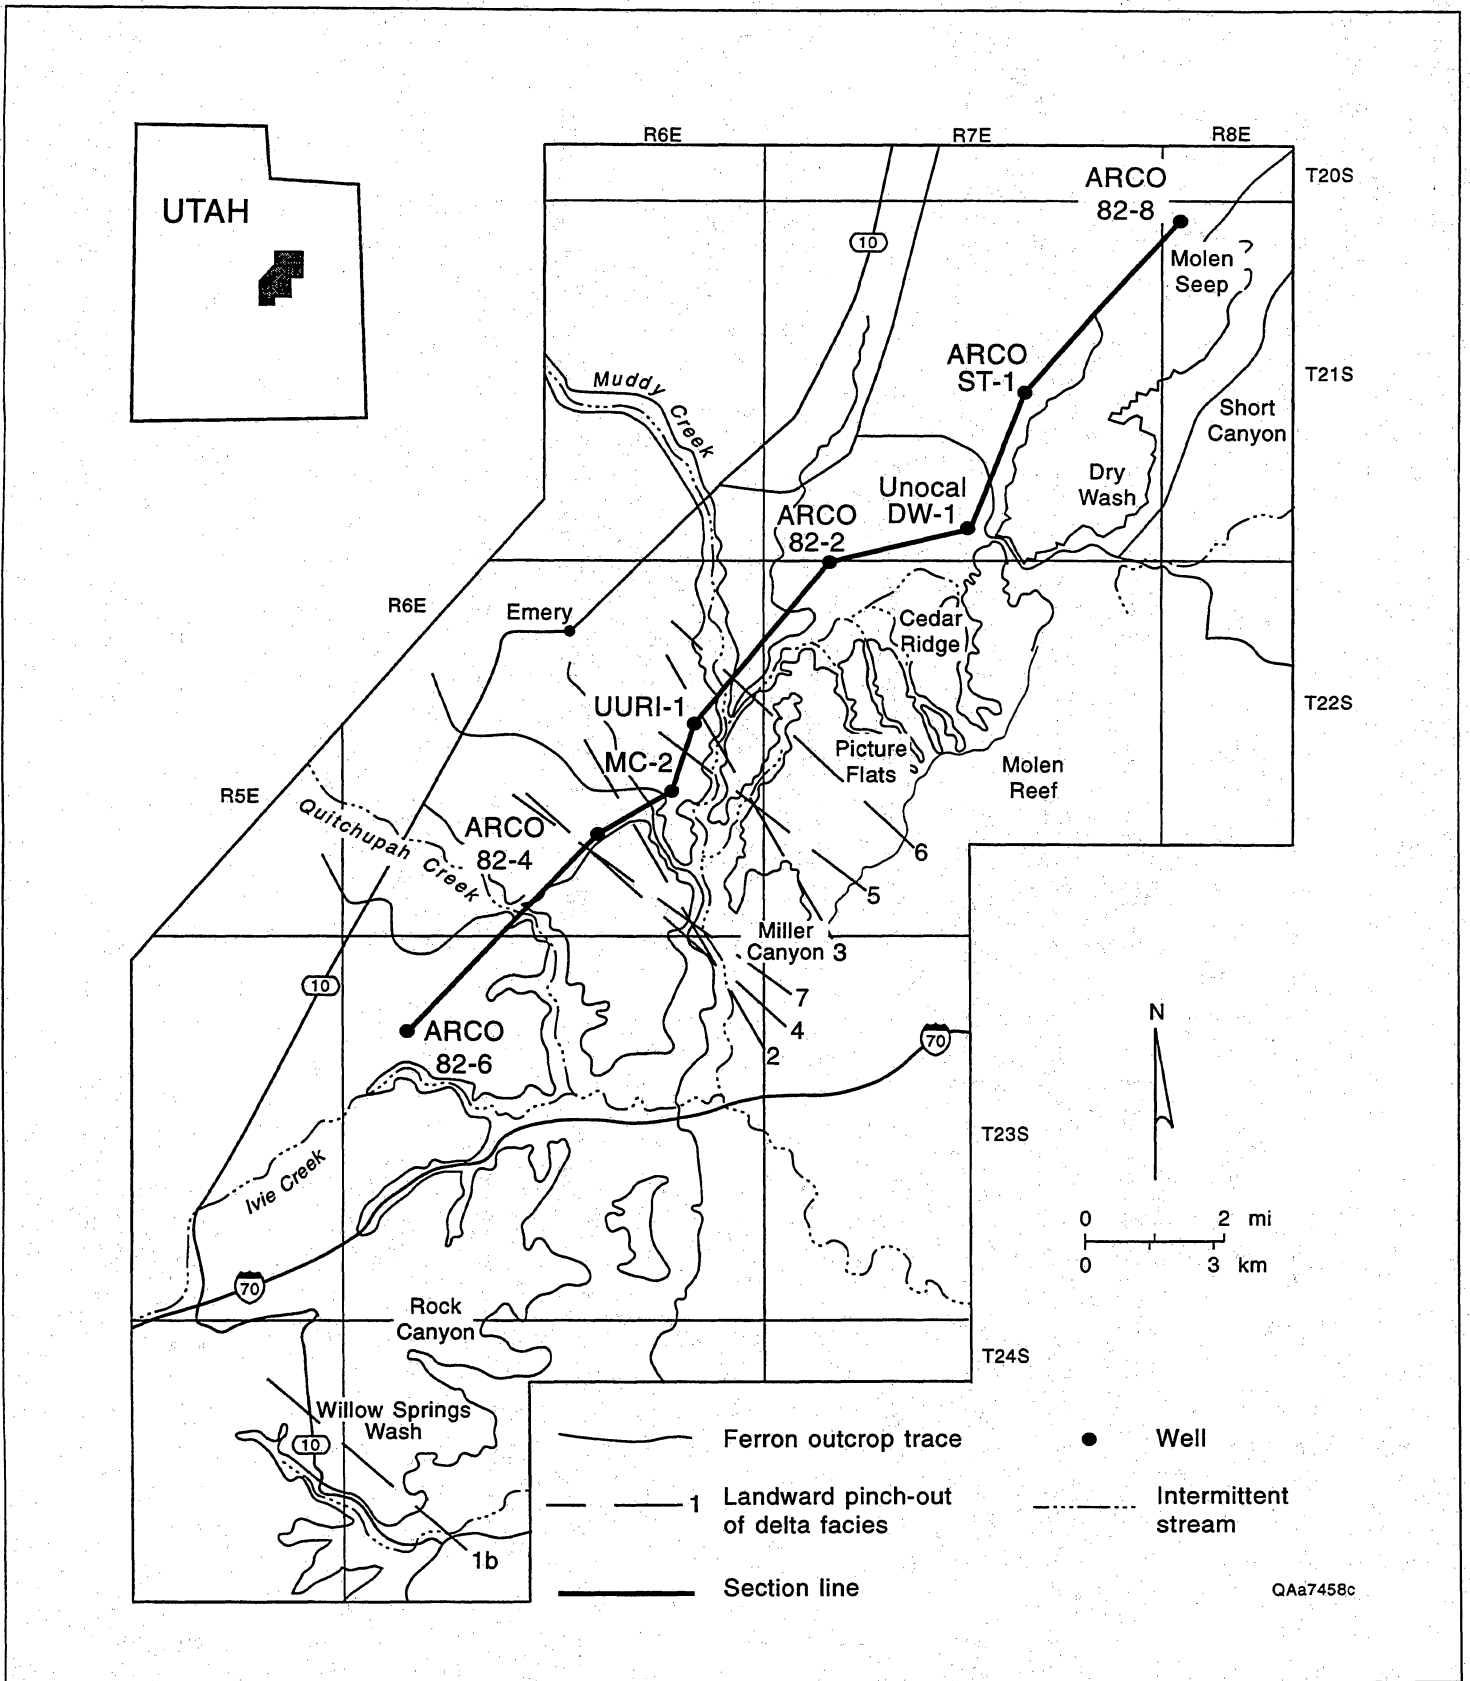 R6E
R7E
R8E
ARCO
82-8
T20S
UTAH
10
Molen
Seep
ARCO
ST-1
T21S
Muddy
Creek
Short
Canyon
Dry
Wash
Unocal
DW-1
ARCO
82-2
R6E
Emery
Cedar
Ridge
UURI-1
T22S
MC-2
Picture
Flats
Molen
Reef
R5E
Quitchupah Creek
ARCO
82-4
6
5
Miller
Canyon 3
7
4
2
10
ARCO
82-6
N
70
T23S
Ivie Creek
0 2 mi
0 3 km
70
Rock
Canyon
T24S
Willow Springs
Wash
10
1b
Ferron outcrop trace
Well
1 Landward pinch-out
of delta facies
Intermittent
stream
Section line
QAa7458c